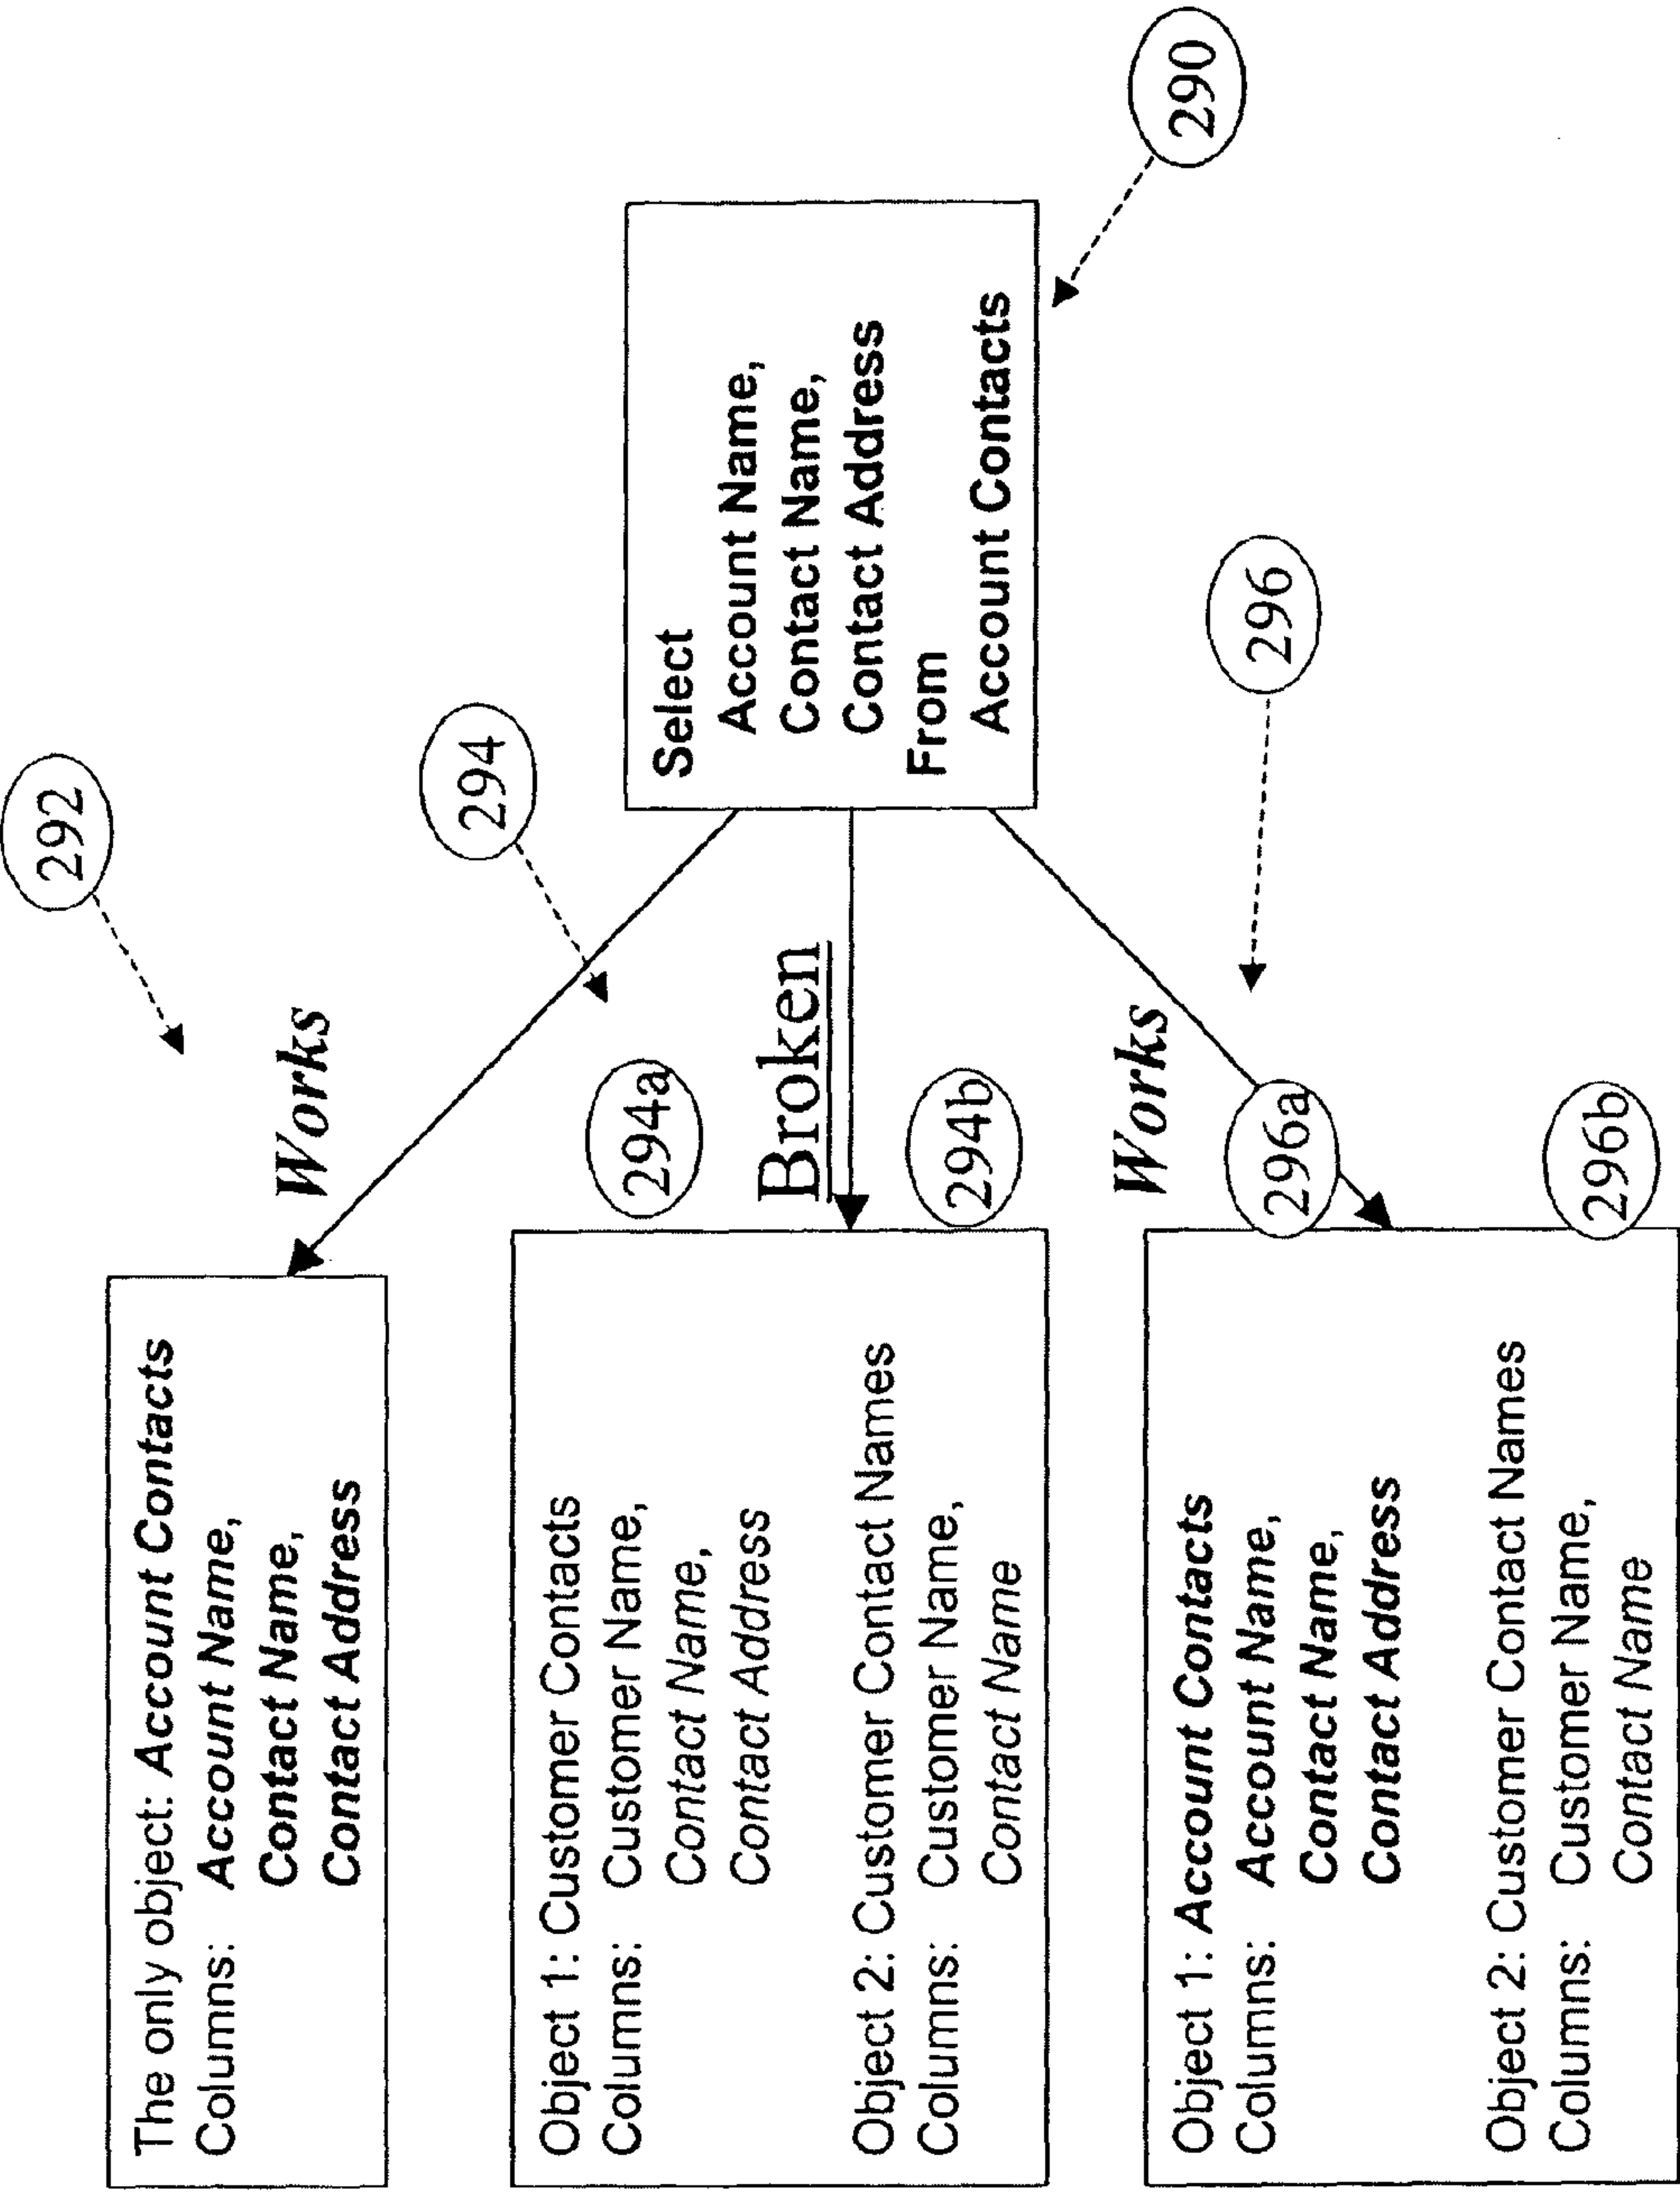 292
The only object: Account Contacts
Columns: Account Name,
Contact Name,
Contact Address
Works
294
294a
Object 1: Customer Contacts
Columns: Customer Name,
Contact Name,
Contact Address
Broken
294b
Object 2: Customer Contact Names
Columns: Customer Name,
Contact Name
Select
Account Name,
Contact Name,
Contact Address
From
Account Contacts
290
296
Works
296a
Object 1: Account Contacts
Columns: Account Name,
Contact Name,
Contact Address
296b
Object 2: Customer Contact Names
Columns: Customer Name,
Contact Name